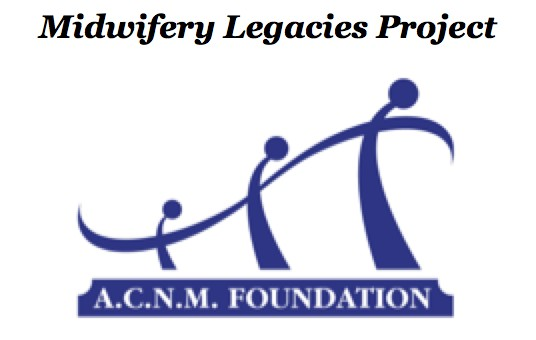 Midwifery Legacies Project
A.C.N.M. FOUNDATION